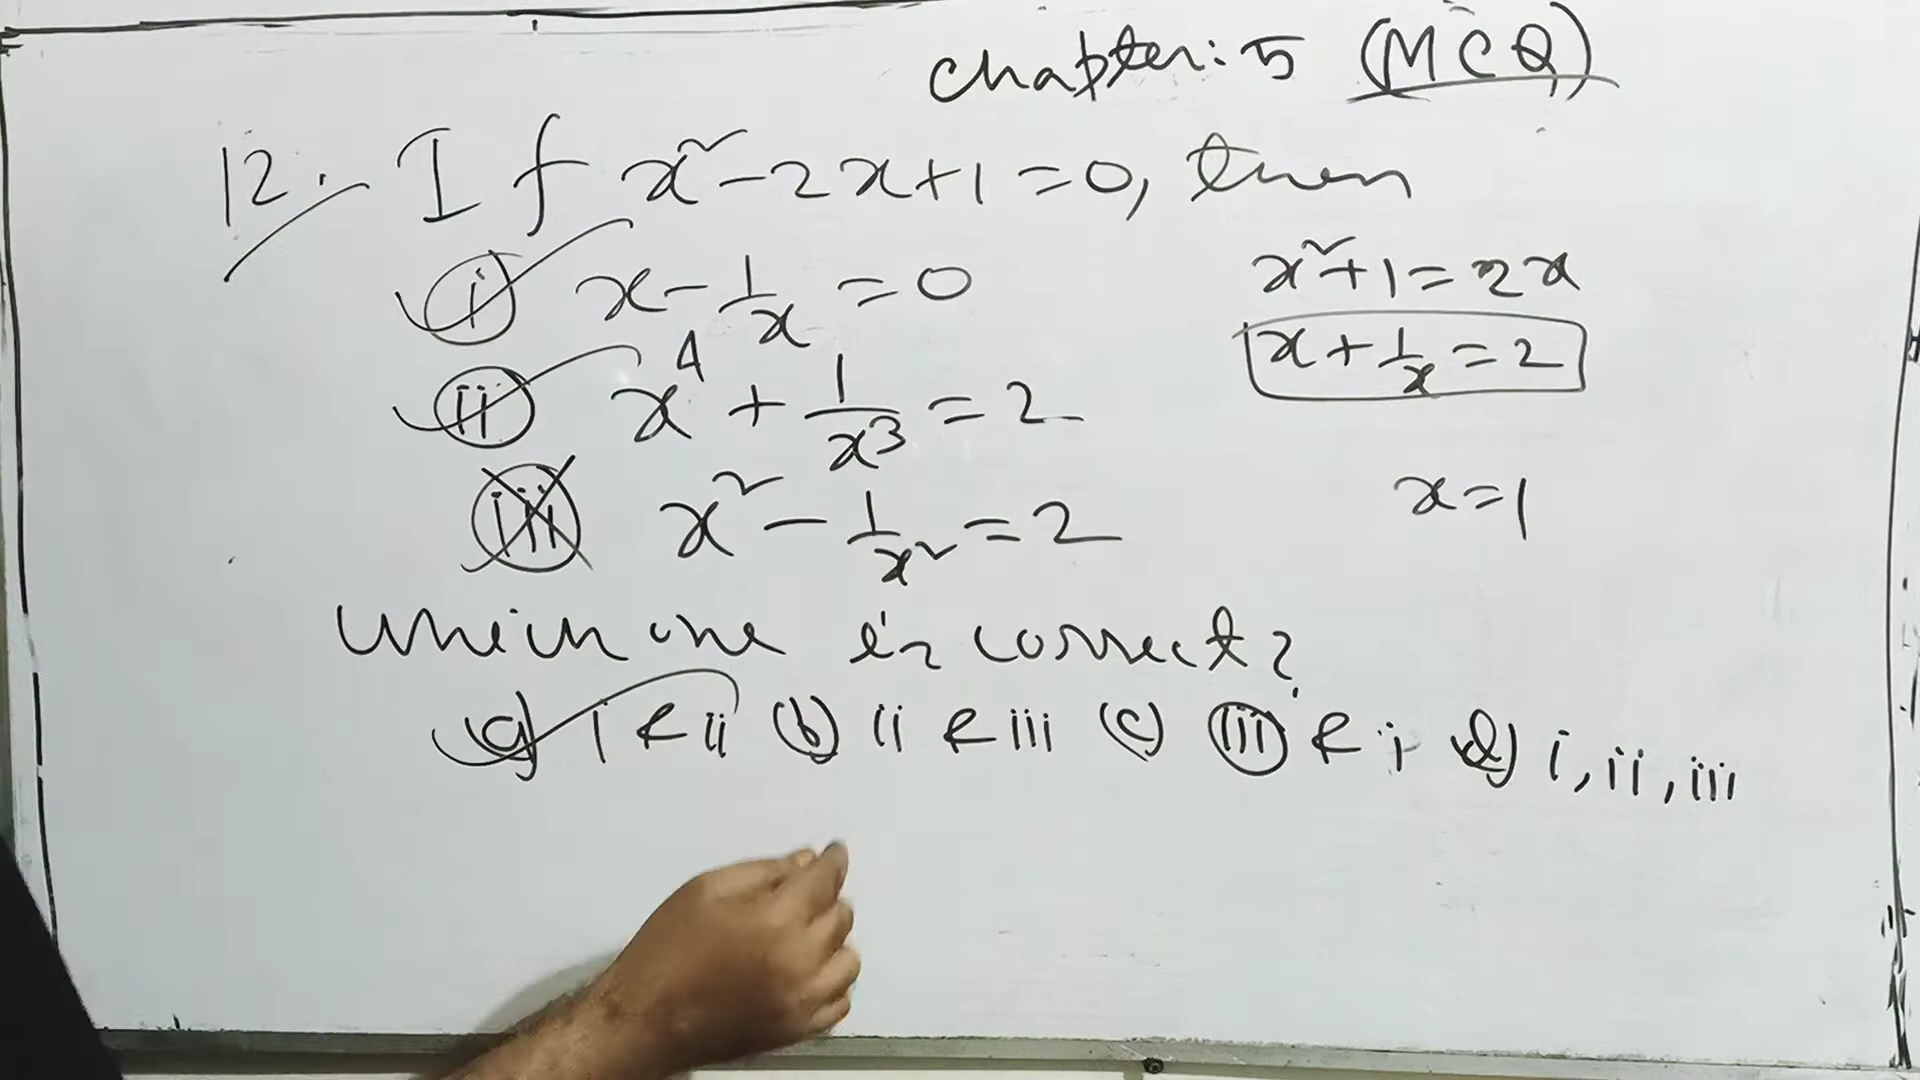 Chapter: 5 (MCQ)
12. If x² - 2x + 1 = 0, then
i x - 1/x = 0
x² + 1 = 2x
ii x⁴ + 1/x³ = 2
x + 1/x = 2
iii x² - 1/x² = 2
x = 1
which one is correct?
a) i & ii (b) ii & iii (c) iii & i d) i, ii, iii